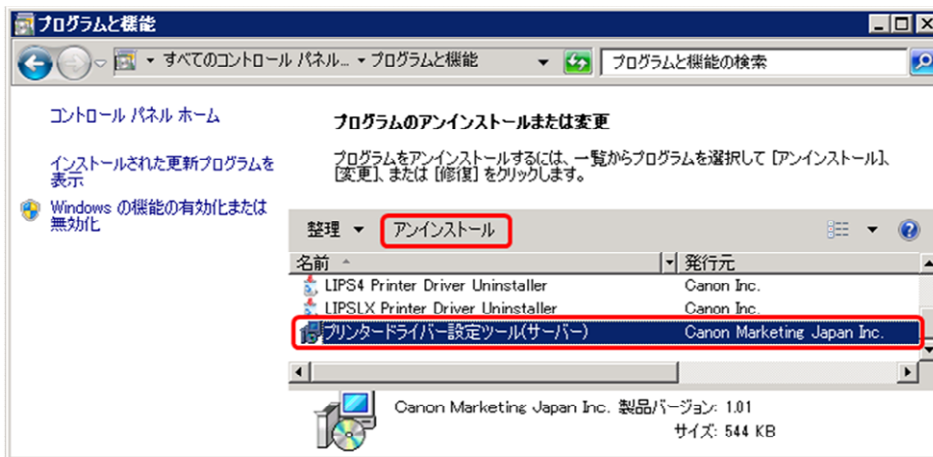 プログラムと機能
すべてのコントロール パネル... プログラムと機能
プログラムと機能の検索
コントロール パネル ホーム
インストールされた更新プログラムを
表示
Windows の機能の有効化または
無効化
プログラムのアンインストールまたは変更
プログラムをアンインストールするには、一覧からプログラムを選択して [アンインストール]、
[変更]、または [修復] をクリックします。
整理 アンインストール
名前 発行元
LIPS4 Printer Driver Uninstaller Canon Inc.
LIPSLX Printer Driver Uninstaller Canon Inc.
プリンタードライバー設定ツール(サーバー) Canon Marketing Japan Inc.
Canon Marketing Japan Inc. 製品バージョン: 1.01
サイズ: 544 KB